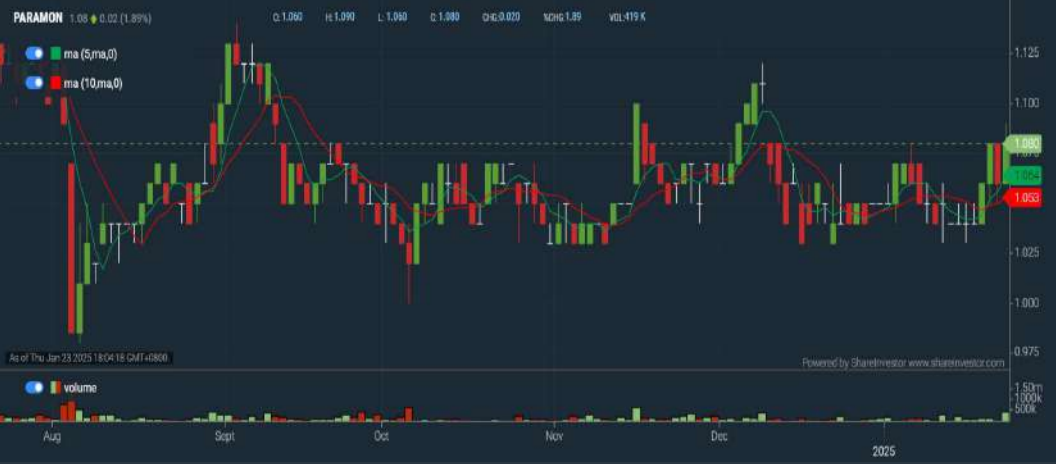 PARAMON 1.08 0.02 (1.89%) O: 1.060 H: 1.090 L: 1.060 C: 1.080 CHG:0.020 %CHG:1.89 VOL:419 K
ma (5,ma,0)
ma (10,ma,0)
1.125
1.100
1.080
1.064
1.053
1.025
1.000
0.975
As of Thu Jan 23 2025 18:04:18 GMT+0800
Powered by ShareInvestor www.shareinvestor.com
volume
1.50m
1000k
500k
Aug Sept Oct Nov Dec 2025